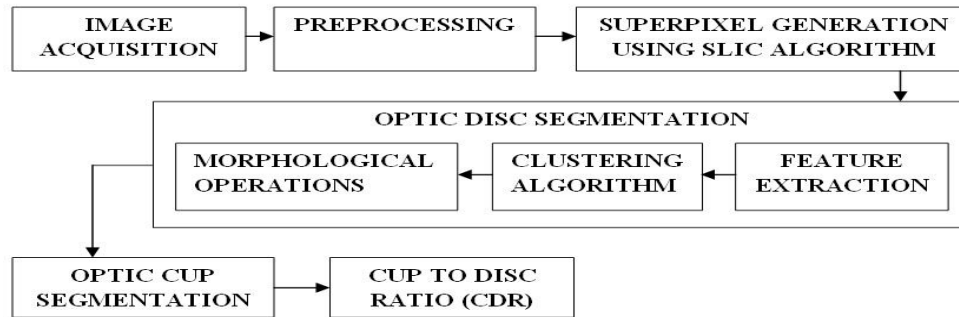 IMAGE
ACQUISITION
PREPROCESSING
SUPERPIXEL GENERATION
USING SLIC ALGORITHM
OPTIC DISC SEGMENTATION
MORPHOLOGICAL
OPERATIONS
CLUSTERING
ALGORITHM
FEATURE
EXTRACTION
OPTIC CUP
SEGMENTATION
CUP TO DISC
RATIO (CDR)